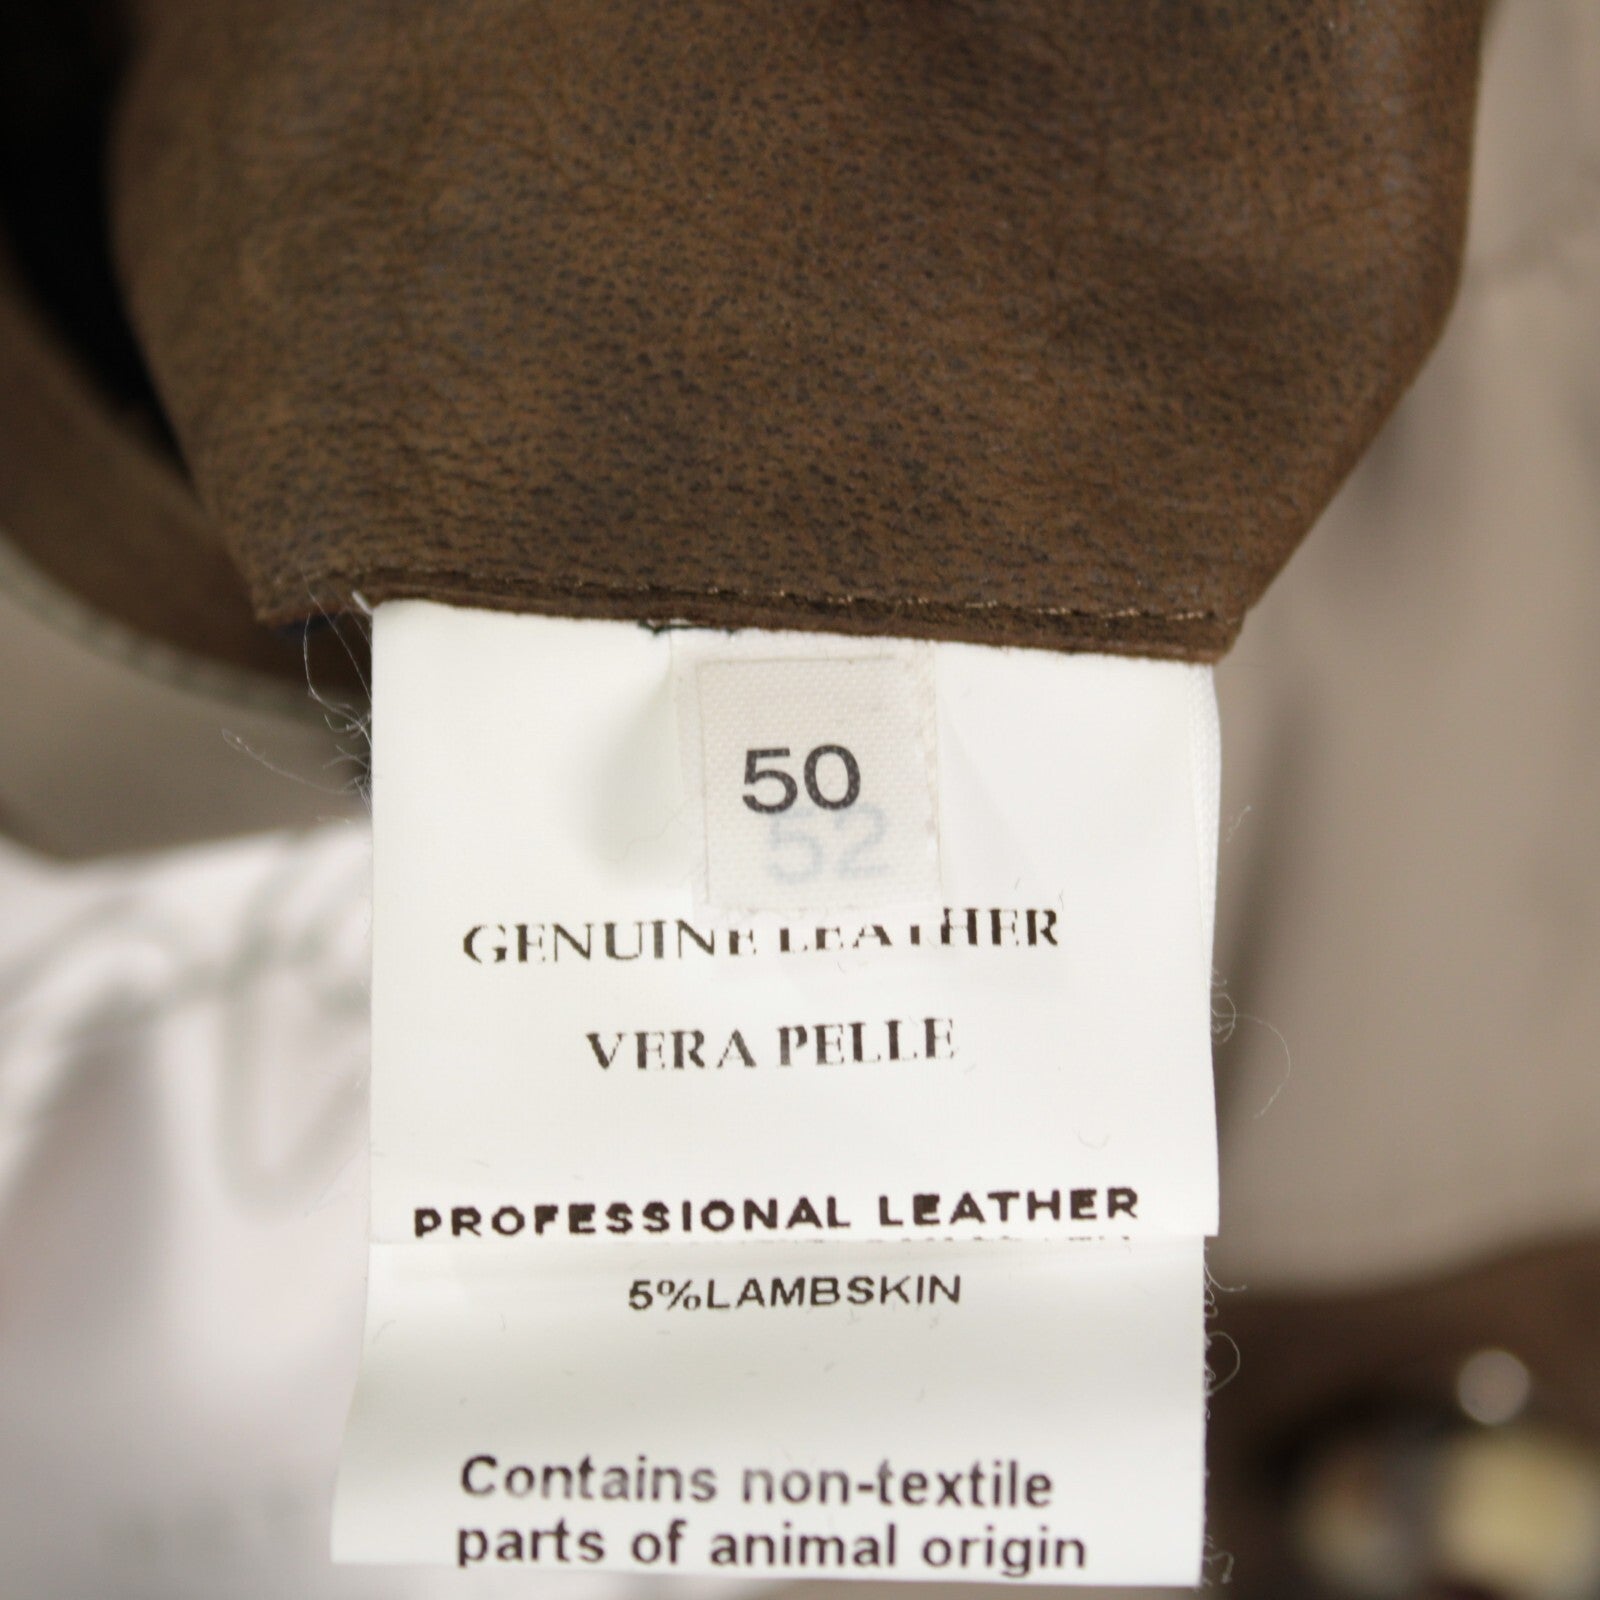 50
52
GENUINE LEATHER
VERA PELLE
PROFESSIONAL LEATHER
5%LAMBSKIN
Contains non-textile
parts of animal origin